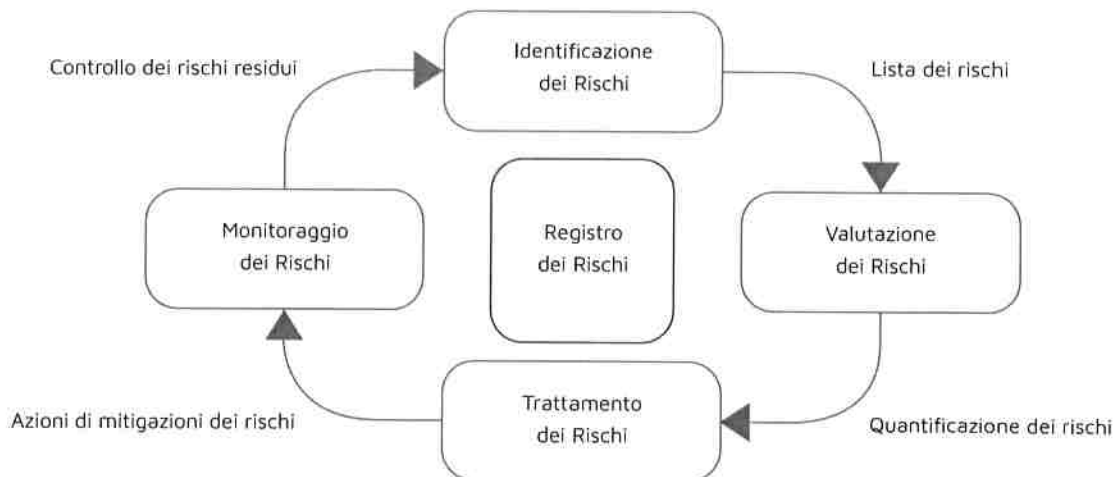 Identificazione
dei Rischi
Controllo dei rischi residui
Lista dei rischi
Monitoraggio
dei Rischi
Registro
dei Rischi
Valutazione
dei Rischi
Trattamento
dei Rischi
Azioni di mitigazioni dei rischi
Quantificazione dei rischi